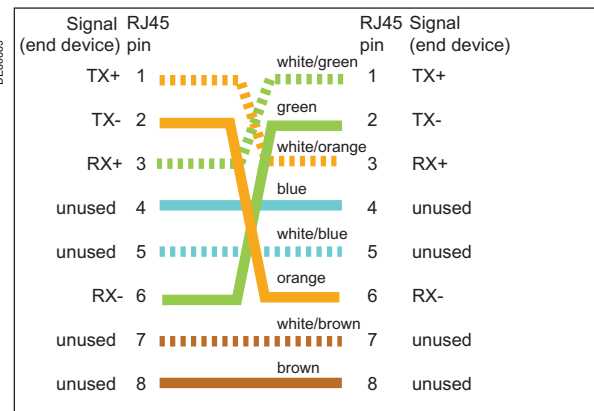 Signal RJ45 RJ45 Signal
(end device) pin pin (end device)
white/green
TX+ 1 1 TX+
green
TX- 2 2 TX-
white/orange
RX+ 3 3 RX+
blue
unused 4 4 unused
white/blue
unused 5 5 unused
orange
RX- 6 6 RX-
white/brown
unused 7 7 unused
brown
unused 8 8 unused